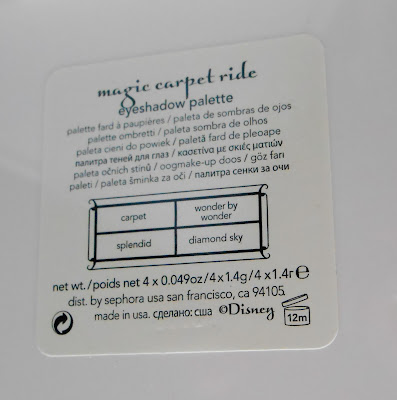 magic carpet ride
eyeshadow palette
palette fard à paupières / paleta de sombras de ojos
palette ombretti / paleta sombra de olhos
paleta cieni do powiek / paletă fard de pleoape
палитра теней для глаз / κασετίνα με σκιές ματιών
paleta očních stínů / oogmake-up doos / göz farı
paleti / paleta šminka za oči / палитра сенки за очи
carpet
wonder by
wonder
splendid
diamond sky
net wt./poids net 4 x 0.049oz/4 x 1.4g/4 x 1.4г ℮
dist. by sephora usa san francisco, ca 94105.
made in usa. сделано: сша ©Disney
12m